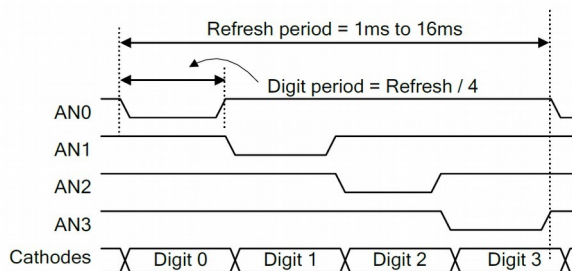 Refresh period = 1ms to 16ms
Digit period = Refresh / 4
AN0
AN1
AN2
AN3
Cathodes Digit 0 Digit 1 Digit 2 Digit 3